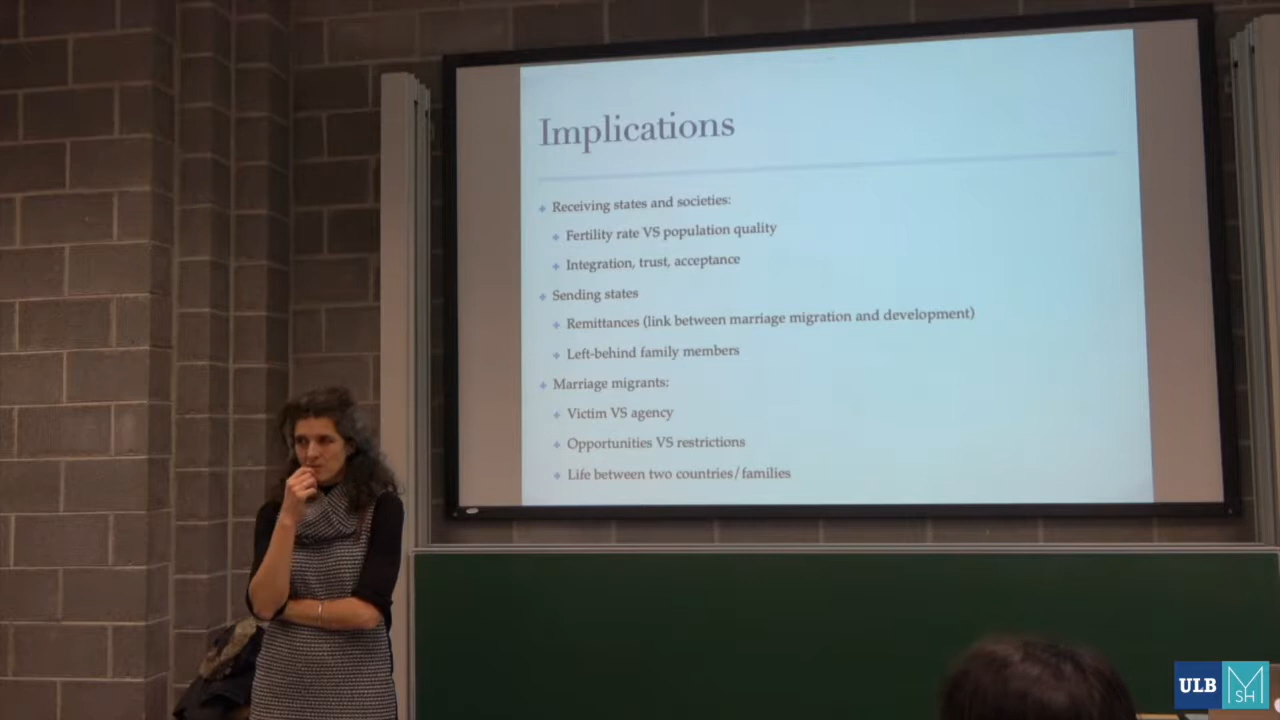 Implications
Receiving states and societies:
Fertility rate VS population quality
Integration, trust, acceptance
Sending states
Remittances (link between marriage migration and development)
Left-behind family members
Marriage migrants:
Victim VS agency
Opportunities VS restrictions
Life between two countries/families
ULB
MSH